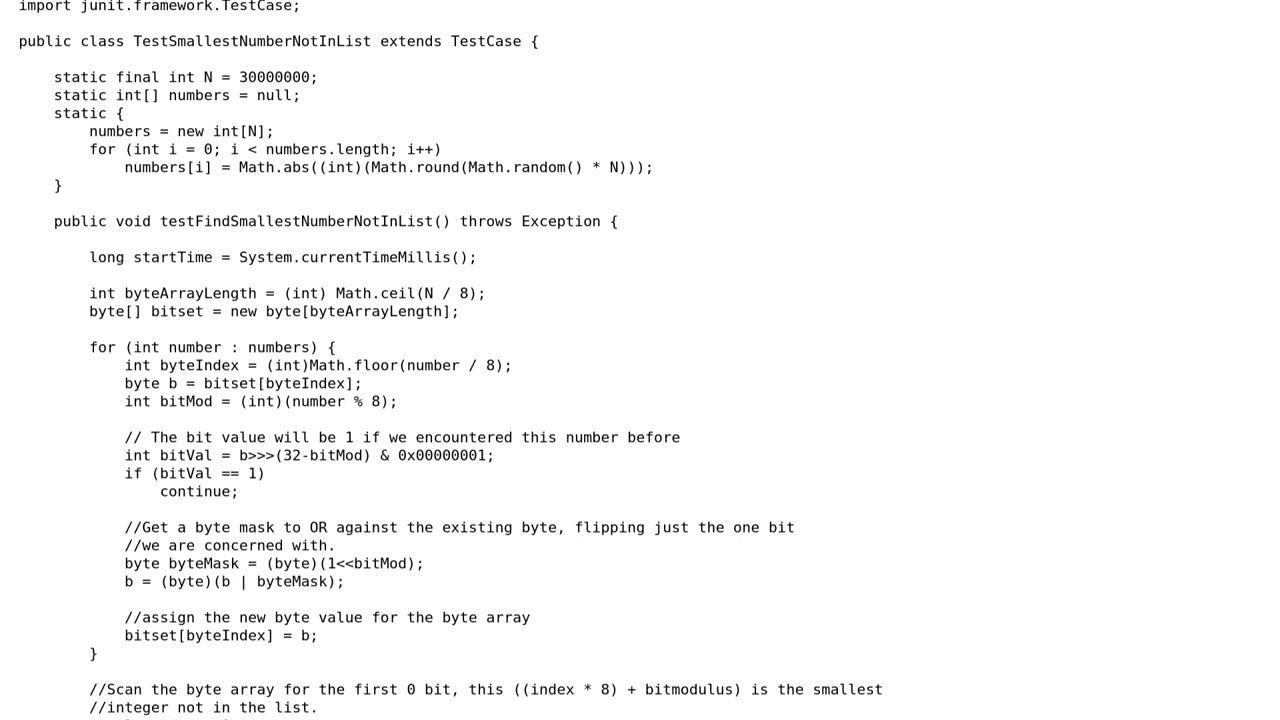 import junit.framework.TestCase;
public class TestSmallestNumberNotInList extends TestCase {
static final int N = 30000000;
static int[] numbers = null;
static {
numbers = new int[N];
for (int i = 0; i < numbers.length; i++)
numbers[i] = Math.abs((int)(Math.round(Math.random() * N)));
}
public void testFindSmallestNumberNotInList() throws Exception {
long startTime = System.currentTimeMillis();
int byteArrayLength = (int) Math.ceil(N / 8);
byte[] bitset = new byte[byteArrayLength];
for (int number : numbers) {
int byteIndex = (int)Math.floor(number / 8);
byte b = bitset[byteIndex];
int bitMod = (int)(number % 8);
// The bit value will be 1 if we encountered this number before
int bitVal = b>>>(32-bitMod) & 0x00000001;
if (bitVal == 1)
continue;
//Get a byte mask to OR against the existing byte, flipping just the one bit
//we are concerned with.
byte byteMask = (byte)(1<<bitMod);
b = (byte)(b | byteMask);
//assign the new byte value for the byte array
bitset[byteIndex] = b;
}
//Scan the byte array for the first 0 bit, this ((index * 8) + bitmodulus) is the smallest
//integer not in the list.